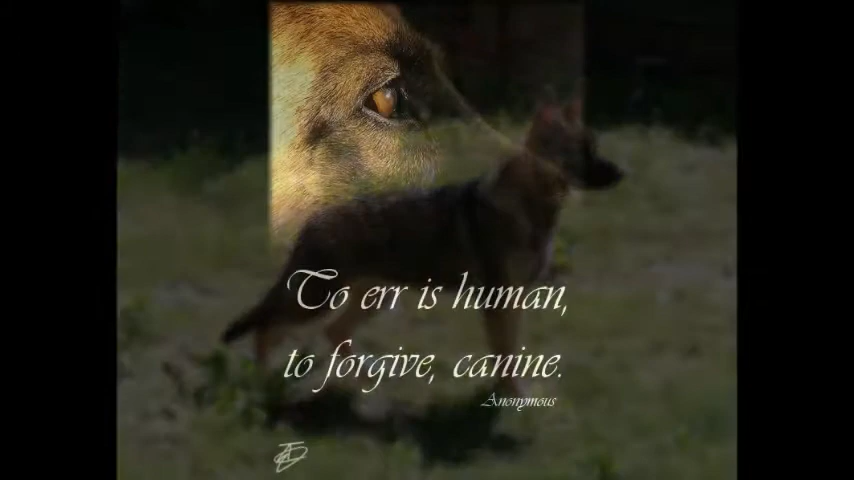 To err is human,
to forgive, canine.
Anonymous